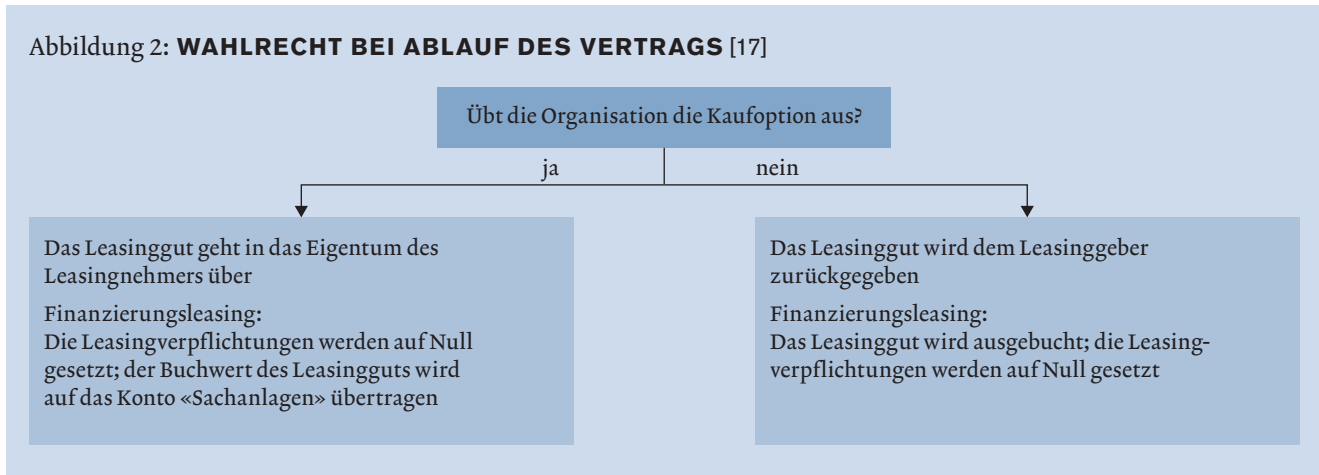 Abbildung 2: WAHLRECHT BEI ABLAUF DES VERTRAGS [17]
Übt die Organisation die Kaufoption aus?
ja
nein
Das Leasinggut geht in das Eigentum des
Leasingnehmers über
Finanzierungsleasing:
Die Leasingverpflichtungen werden auf Null
gesetzt; der Buchwert des Leasingguts wird
auf das Konto «Sachanlagen» übertragen
Das Leasinggut wird dem Leasinggeber
zurückgegeben
Finanzierungsleasing:
Das Leasinggut wird ausgebucht; die Leasing-
verpflichtungen werden auf Null gesetzt